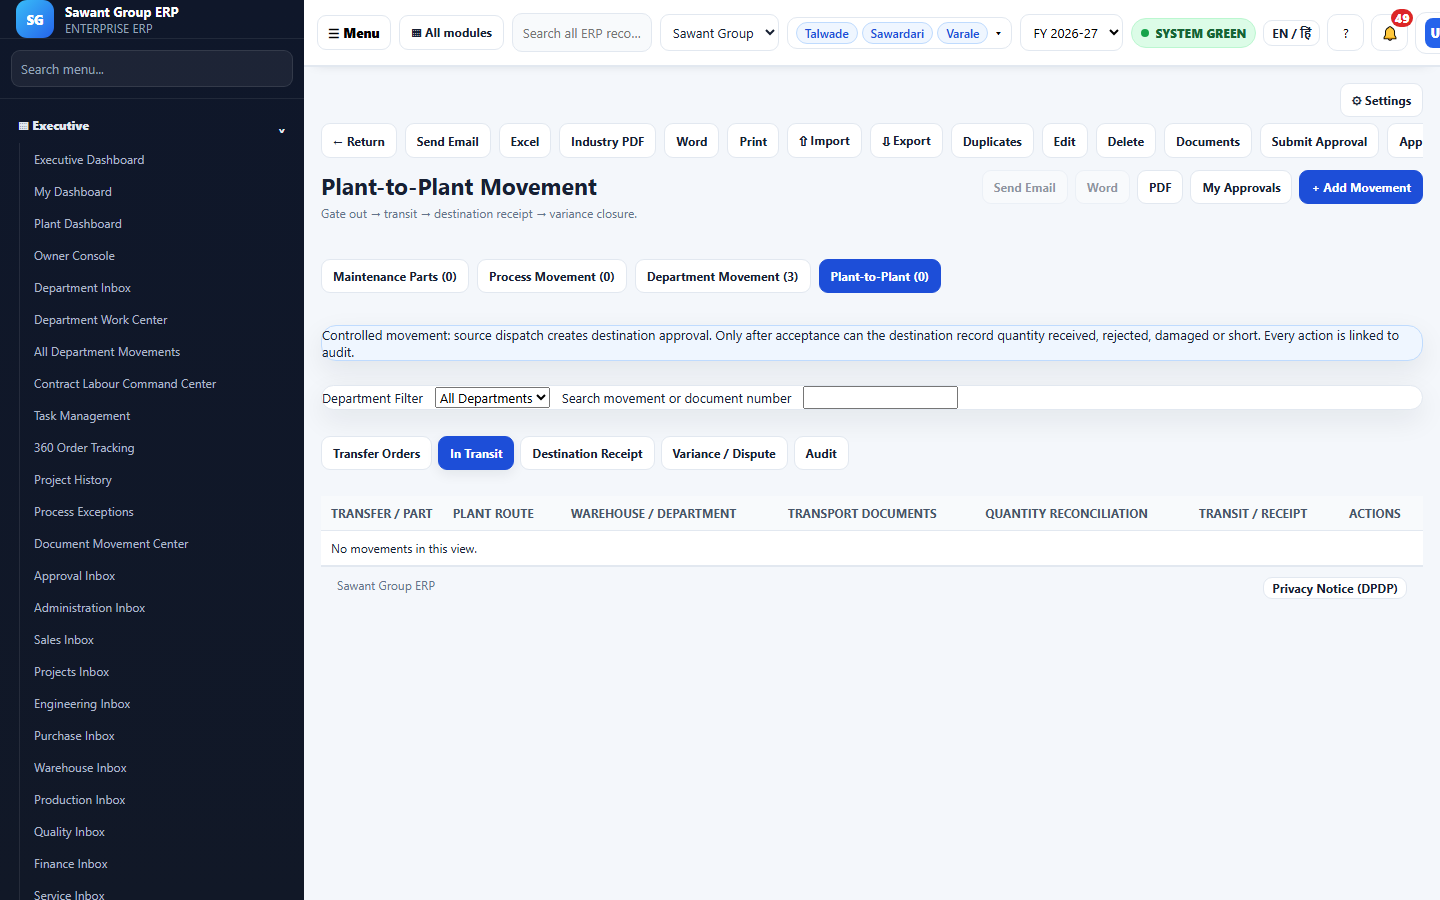 SG
Sawant Group ERP
ENTERPRISE ERP
Search menu...
Executive
Executive Dashboard
My Dashboard
Plant Dashboard
Owner Console
Department Inbox
Department Work Center
All Department Movements
Contract Labour Command Center
Task Management
360 Order Tracking
Project History
Process Exceptions
Document Movement Center
Approval Inbox
Administration Inbox
Sales Inbox
Projects Inbox
Engineering Inbox
Purchase Inbox
Warehouse Inbox
Production Inbox
Quality Inbox
Finance Inbox
Service Inbox
☰ Menu
All modules
Search all ERP reco...
Sawant Group
Talwade
Sawardari
Varale
FY 2026-27
SYSTEM GREEN
EN / हिं
?
49
U
⚙ Settings
← Return
Send Email
Excel
Industry PDF
Word
Print
⇧ Import
⇩ Export
Duplicates
Edit
Delete
Documents
Submit Approval
App
Plant-to-Plant Movement
Send Email
Word
PDF
My Approvals
+ Add Movement
Gate out → transit → destination receipt → variance closure.
Maintenance Parts (0)
Process Movement (0)
Department Movement (3)
Plant-to-Plant (0)
Controlled movement: source dispatch creates destination approval. Only after acceptance can the destination record quantity received, rejected, damaged or short. Every action is linked to
audit.
Department Filter
All Departments
Search movement or document number
Transfer Orders
In Transit
Destination Receipt
Variance / Dispute
Audit
TRANSFER / PART
PLANT ROUTE
WAREHOUSE / DEPARTMENT
TRANSPORT DOCUMENTS
QUANTITY RECONCILIATION
TRANSIT / RECEIPT
ACTIONS
No movements in this view.
Sawant Group ERP
Privacy Notice (DPDP)